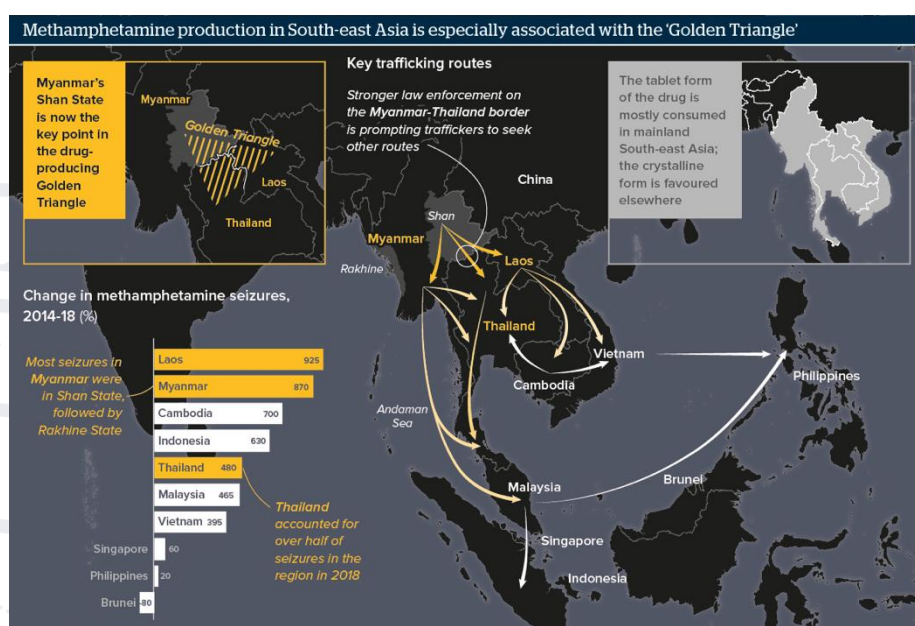 Methamphetamine production in South-east Asia is especially associated with the ‘Golden Triangle’
Myanmar’s
Shan State
is now the
key point in
the drug-
producing
Golden
Triangle
Myanmar
Golden Triangle
Laos
Thailand
Key trafficking routes
Stronger law enforcement on
the Myanmar-Thailand border
is prompting traffickers to seek
other routes
The tablet form
of the drug is
mostly consumed
in mainland
South-east Asia;
the crystalline
form is favoured
elsewhere
China
Shan
Myanmar
Rakhine
Laos
Thailand
Vietnam
Cambodia
Philippines
Andaman
Sea
Malaysia
Brunei
Singapore
Indonesia
Change in methamphetamine seizures,
2014-18 (%)
Most seizures in
Myanmar were
in Shan State,
followed by
Rakhine State
Laos 925
Myanmar 870
Cambodia 700
Indonesia 630
Thailand 480
Malaysia 465
Vietnam 395
Singapore 60
Philippines 20
Brunei -80
Thailand
accounted for
over half of
seizures in the
region in 2018